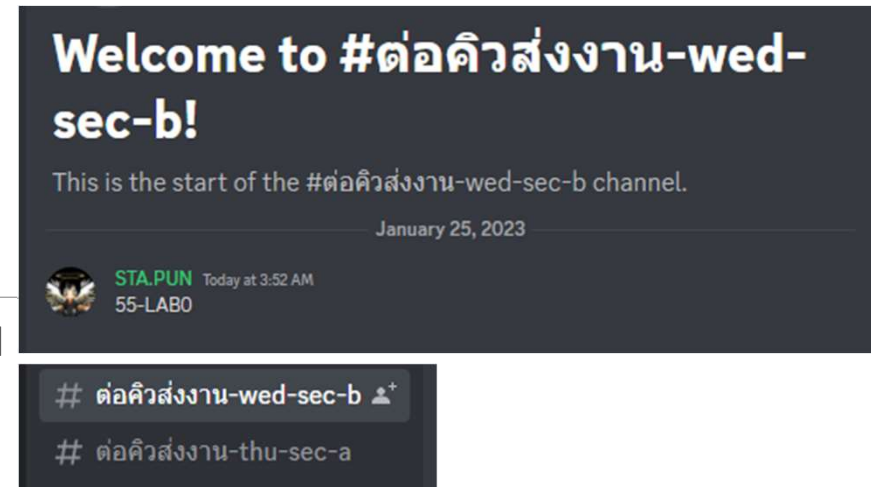 Welcome to #ต่อคิวส่งงาน-wed-
sec-b!
This is the start of the #ต่อคิวส่งงาน-wed-sec-b channel.
January 25, 2023
STA.PUN Today at 3:52 AM
55-LAB0
# ต่อคิวส่งงาน-wed-sec-b
# ต่อคิวส่งงาน-thu-sec-a